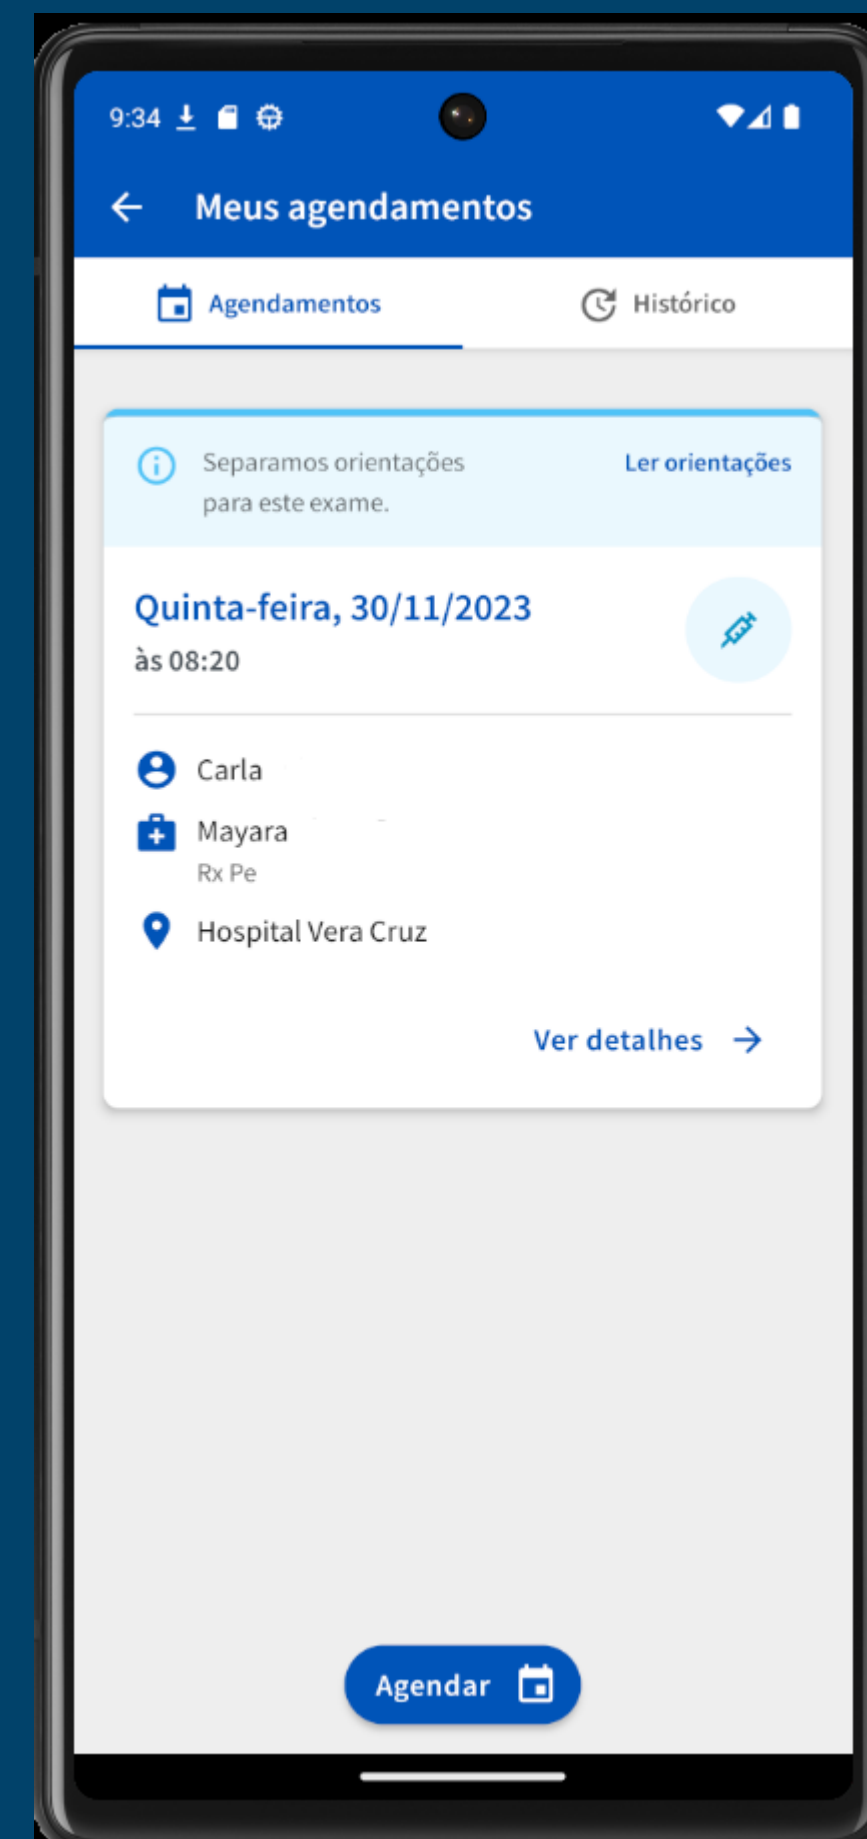 9:34
Meus agendamentos
Agendamentos
Histórico
Separamos orientações
para este exame.
Ler orientações
Quinta-feira, 30/11/2023
às 08:20
Carla
Mayara
Rx Pe
Hospital Vera Cruz
Ver detalhes
Agendar